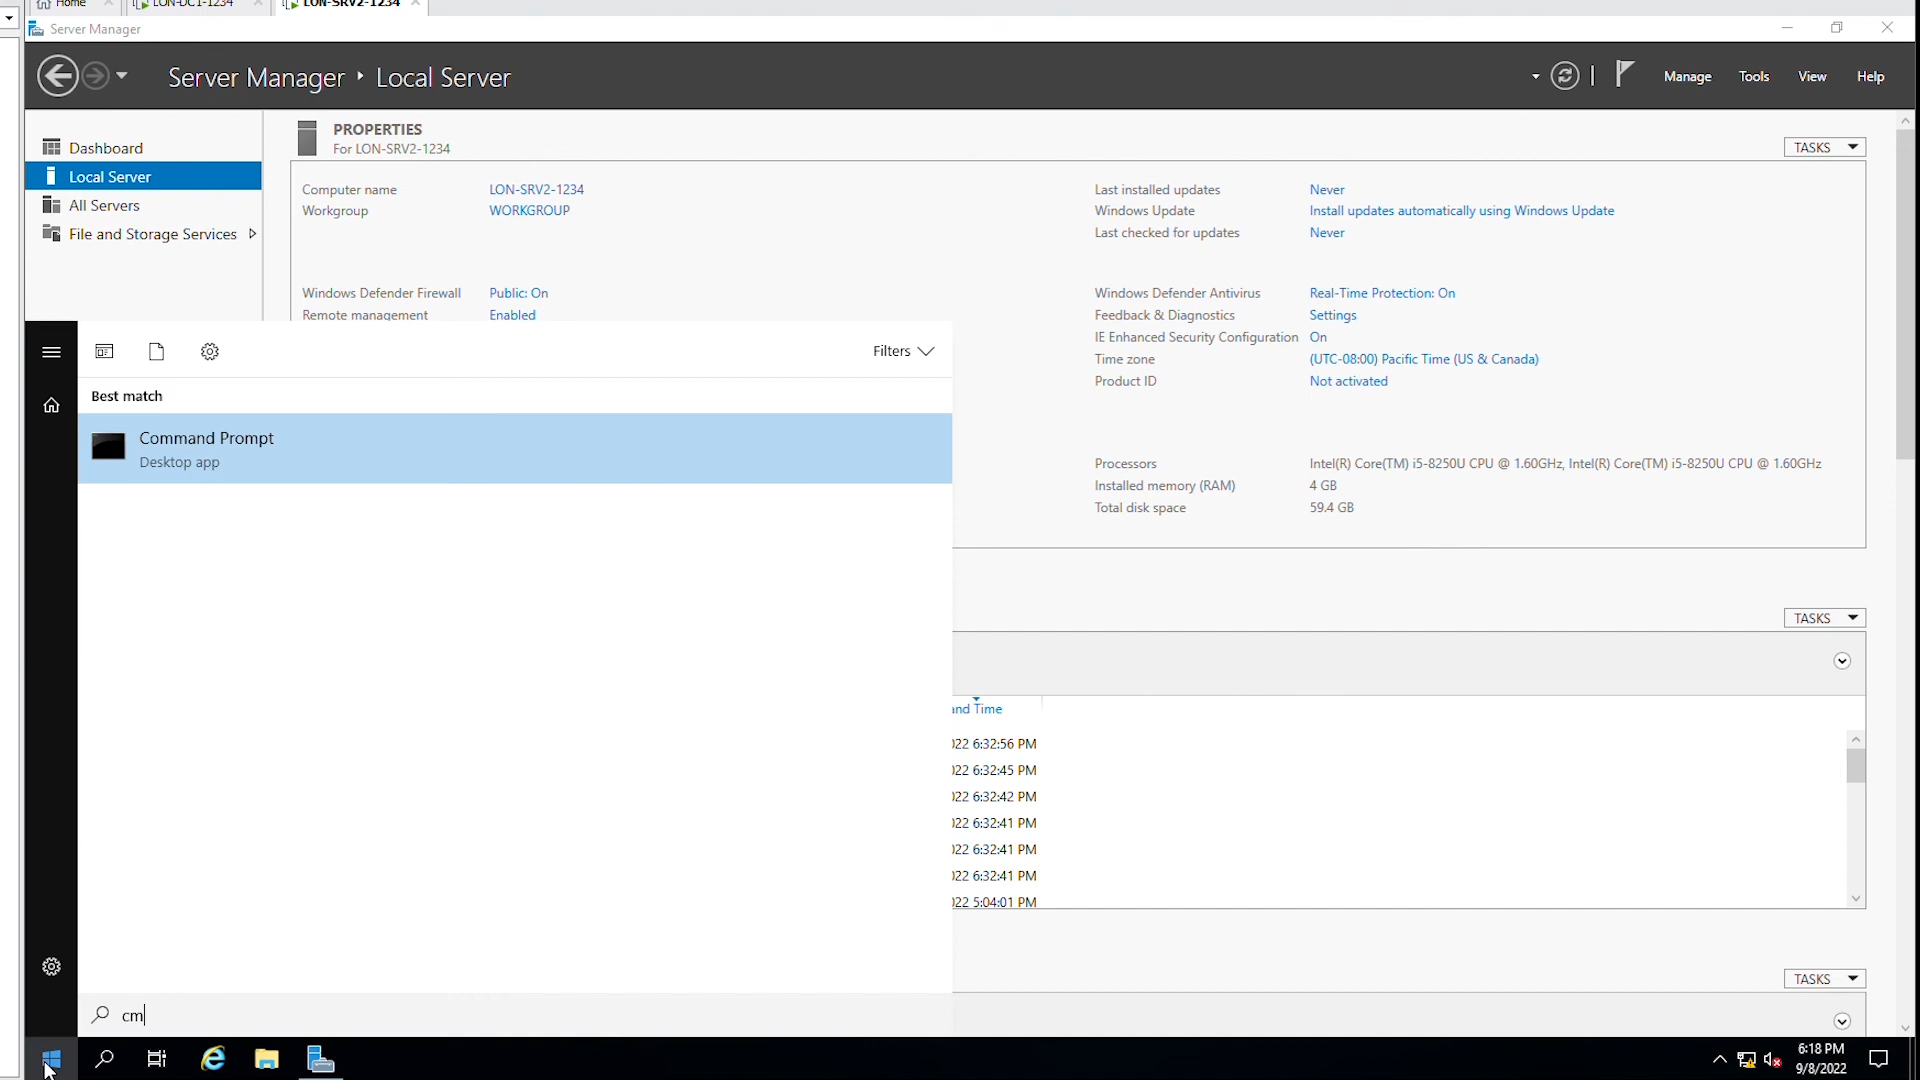 Home
LON-DC1-1234
LON-SRV2-1234
Server Manager
Server Manager
Local Server
Manage
Tools
View
Help
Dashboard
Local Server
All Servers
File and Storage Services
PROPERTIES
For LON-SRV2-1234
TASKS
Computer name LON-SRV2-1234
Workgroup WORKGROUP
Last installed updates Never
Windows Update Install updates automatically using Windows Update
Last checked for updates Never
Windows Defender Firewall Public: On
Remote management Enabled
Windows Defender Antivirus Real-Time Protection: On
Feedback & Diagnostics Settings
IE Enhanced Security Configuration On
Time zone (UTC-08:00) Pacific Time (US & Canada)
Product ID Not activated
Processors Intel(R) Core(TM) i5-8250U CPU @ 1.60GHz, Intel(R) Core(TM) i5-8250U CPU @ 1.60GHz
Installed memory (RAM) 4 GB
Total disk space 59.4 GB
Filters
Best match
Command Prompt
Desktop app
TASKS
and Time
022 6:32:56 PM
022 6:32:45 PM
022 6:32:42 PM
022 6:32:41 PM
022 6:32:41 PM
022 6:32:41 PM
022 5:04:01 PM
TASKS
cm
6:18 PM
9/8/2022